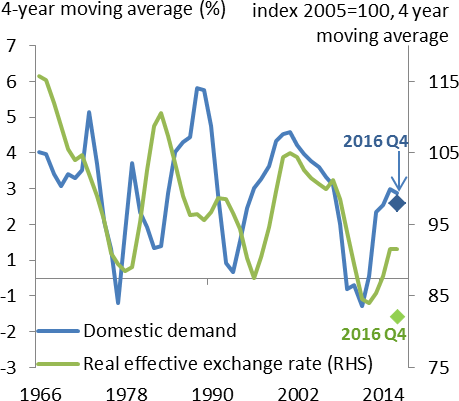 4-year moving average (%)
index 2005=100, 4 year
moving average
7
6
5
4
3
2
1
-1
-2
-3
115
105
95
85
75
2016 Q4
2016 Q4
Domestic demand
Real effective exchange rate (RHS)
1966 1978 1990 2002 2014